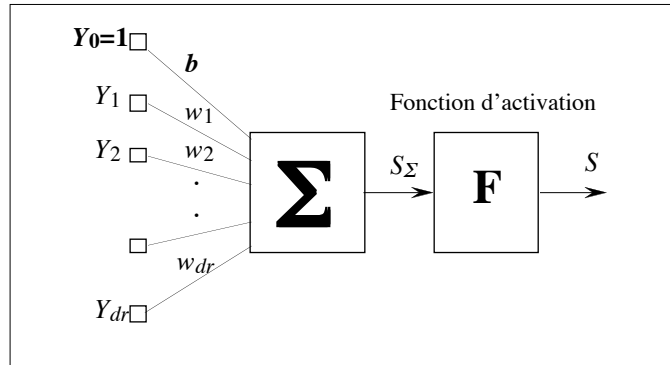 Y0=1
b
Y1
w1
Fonction d'activation
Y2
w2
.
.
Σ
SΣ
F
S
wdr
Ydr